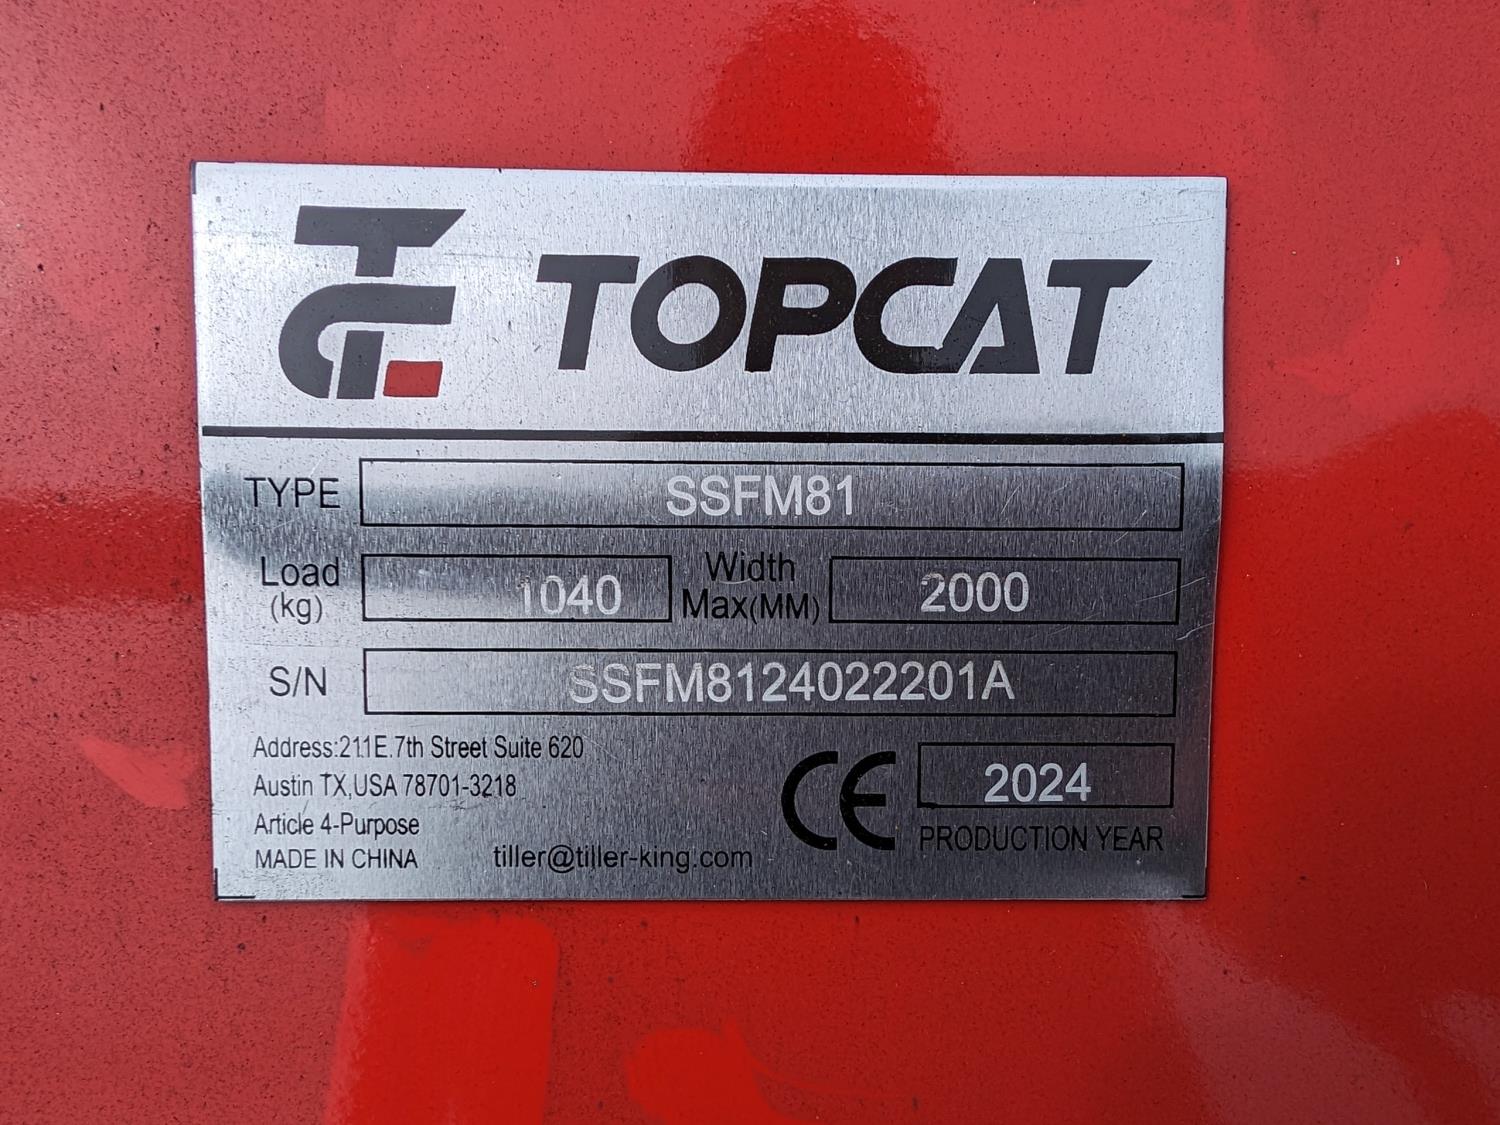 TC TOPCAT
TYPE SSFM81
Load (kg) 1040 Width Max(MM) 2000
S/N SSFM8124022201A
Address:211E.7th Street Suite 620
Austin TX,USA 78701-3218
Article 4-Purpose
MADE IN CHINA tiller@tiller-king.com
CE 2024
PRODUCTION YEAR